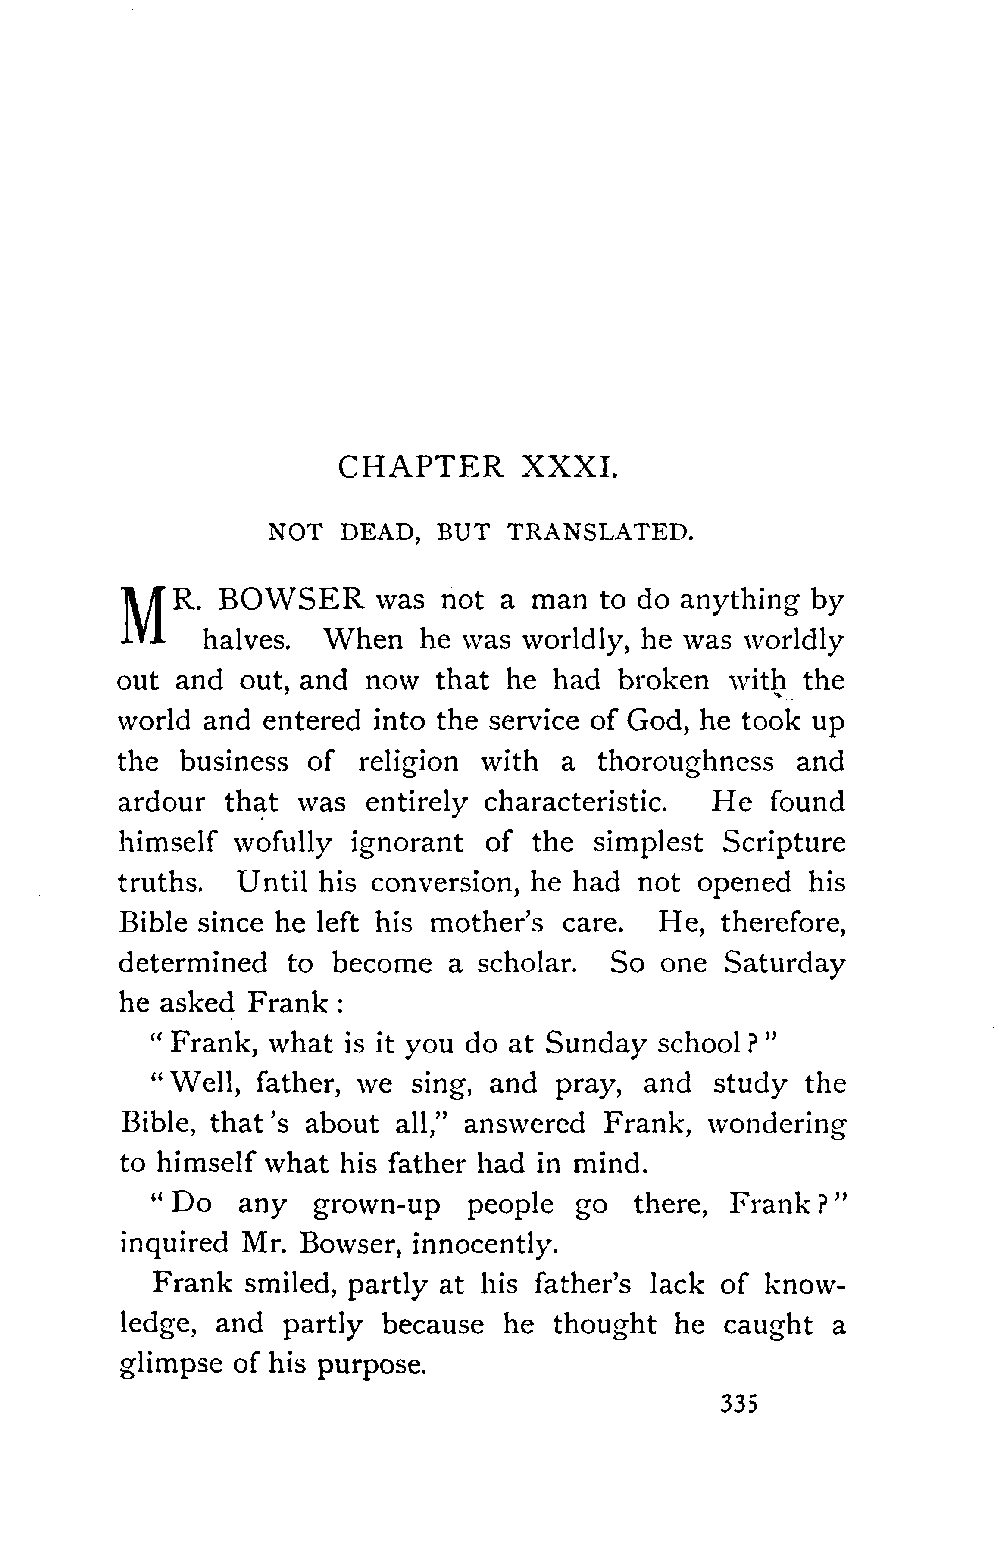 CHAPTER XXXI.
NOT DEAD, BUT TRANSLATED.
MR. BOWSER was not a man to do anything by
halves. When he was worldly, he was worldly
out and out, and now that he had broken with the
world and entered into the service of God, he took up
the business of religion with a thoroughness and
ardour that was entirely characteristic. He found
himself wofully ignorant of the simplest Scripture
truths. Until his conversion, he had not opened his
Bible since he left his mother's care. He, therefore,
determined to become a scholar. So one Saturday
he asked Frank :
“ Frank, what is it you do at Sunday school ? ”
“ Well, father, we sing, and pray, and study the
Bible, that 's about all,” answered Frank, wondering
to himself what his father had in mind.
“ Do any grown-up people go there, Frank ? ”
inquired Mr. Bowser, innocently.
Frank smiled, partly at his father's lack of know-
ledge, and partly because he thought he caught a
glimpse of his purpose.
335